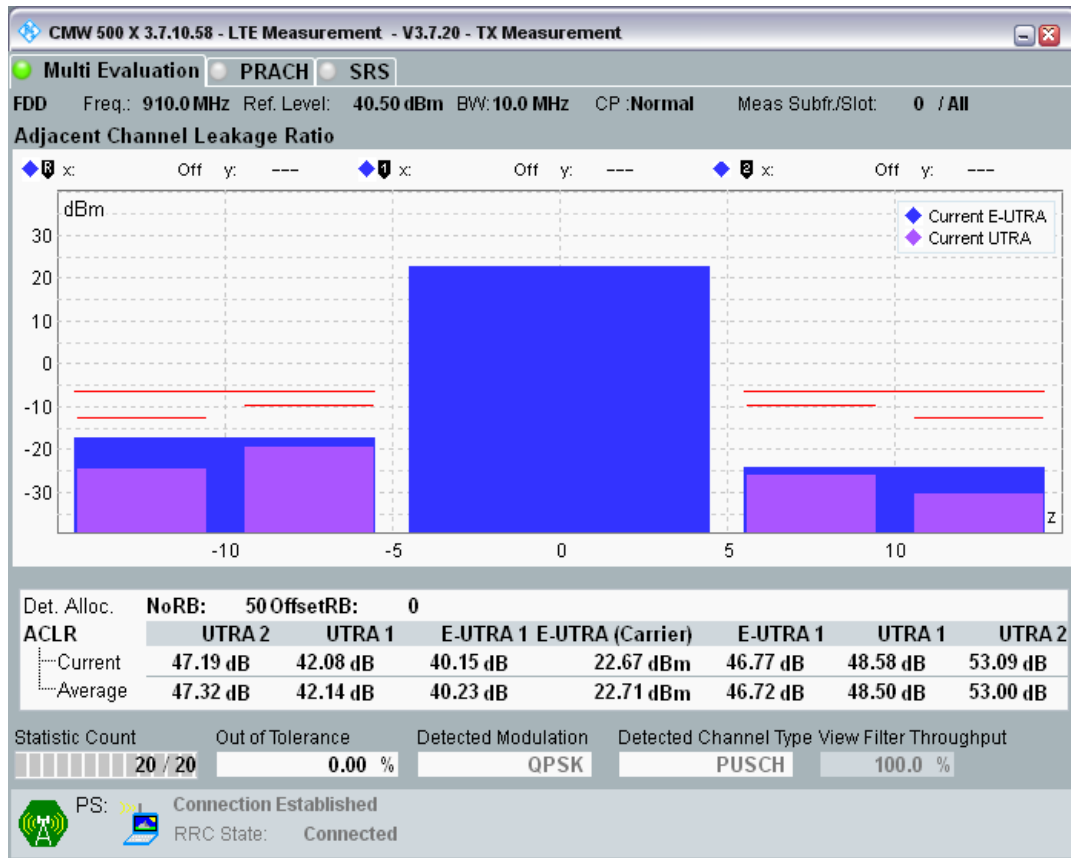 CMW 500 X 3.7.10.58 - LTE Measurement - V3.7.20 - TX Measurement
Multi Evaluation PRACH SRS
FDD Freq.: 910.0 MHz Ref. Level: 40.50 dBm BW: 10.0 MHz CP :Normal Meas Subfr./Slot: 0 / All
Adjacent Channel Leakage Ratio
R x: Off y: --- 1 x: Off y: --- 2 x: Off y: ---
dBm
Current E-UTRA
Current UTRA
30
20
10
0
-10
-20
-30
z
-10 -5 0 5 10
Det. Alloc. NoRB: 50 OffsetRB: 0
ACLR UTRA 2 UTRA 1 E-UTRA 1 E-UTRA (Carrier) E-UTRA 1 UTRA 1 UTRA 2
Current 47.19 dB 42.08 dB 40.15 dB 22.67 dBm 46.77 dB 48.58 dB 53.09 dB
Average 47.32 dB 42.14 dB 40.23 dB 22.71 dBm 46.72 dB 48.50 dB 53.00 dB
Statistic Count Out of Tolerance Detected Modulation Detected Channel Type View Filter Throughput
20 / 20 0.00 % QPSK PUSCH 100.0 %
PS: Connection Established
RRC State: Connected